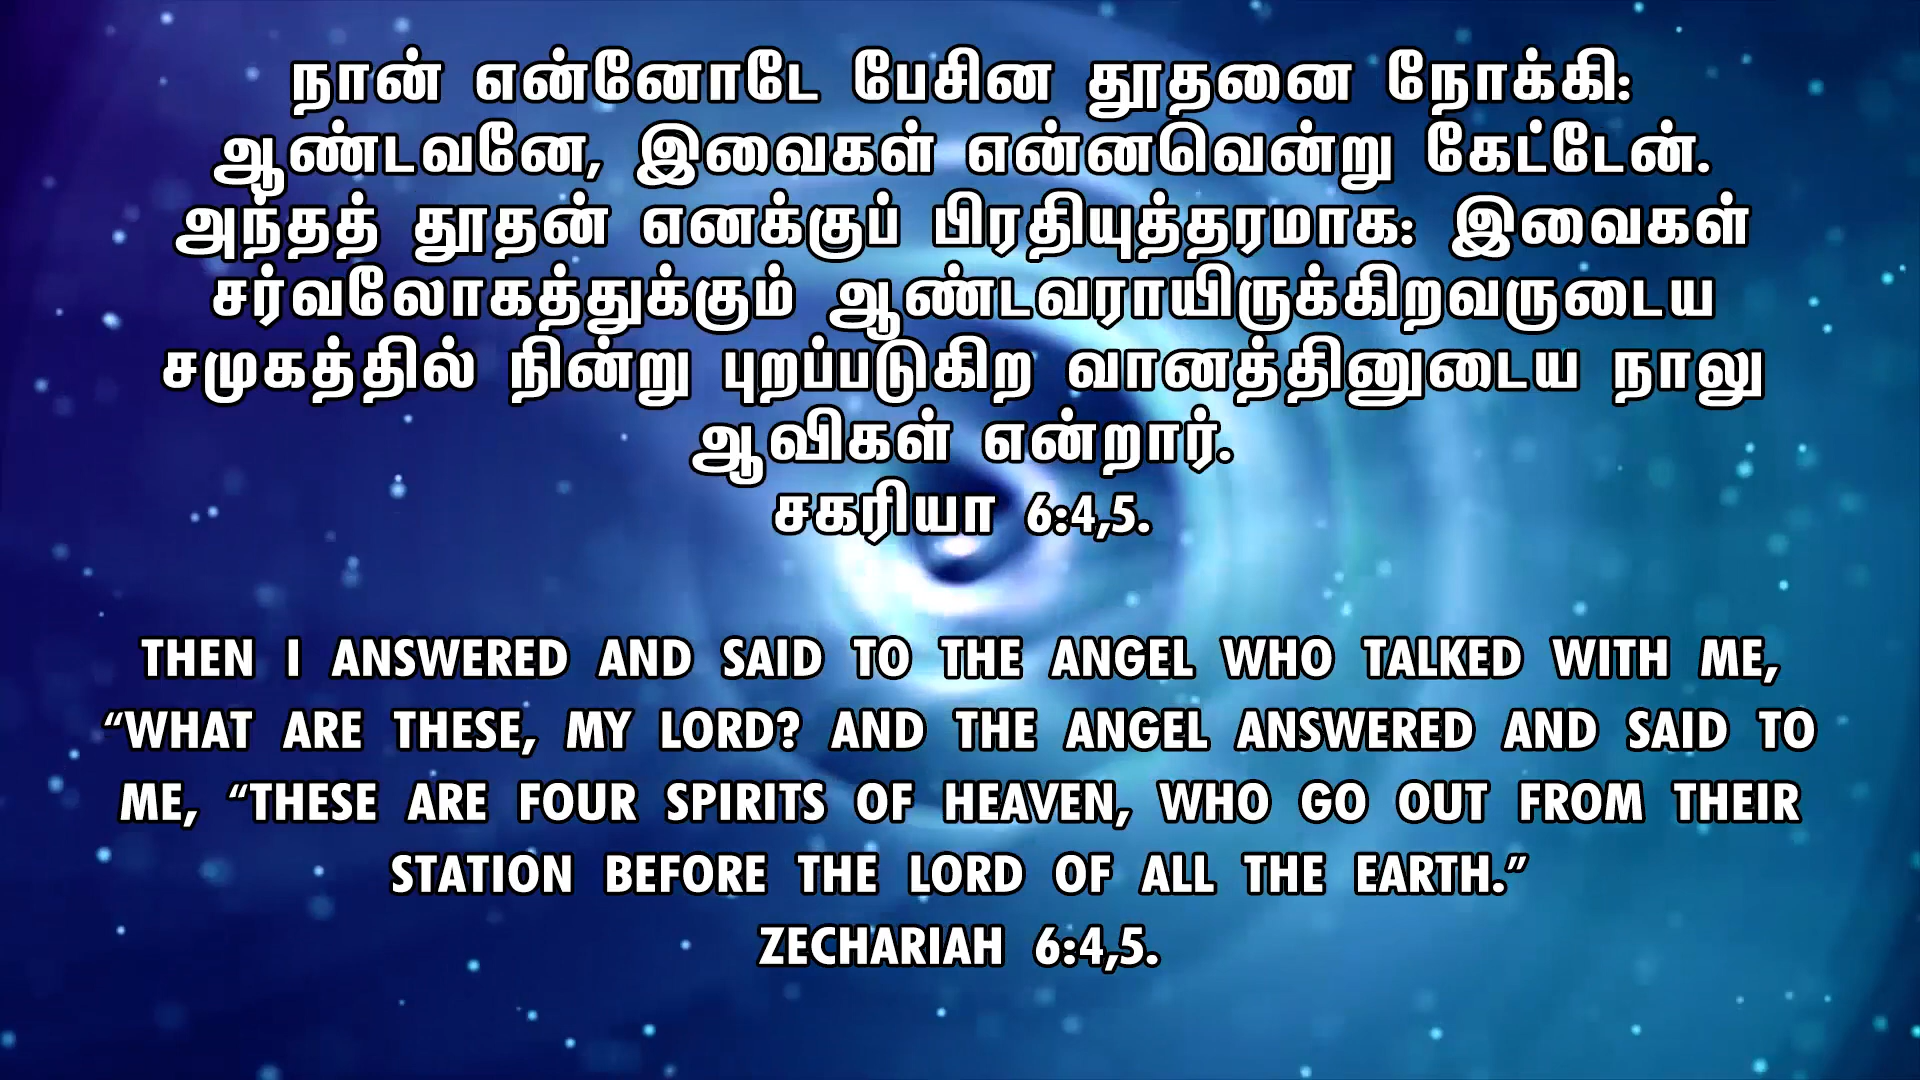 நான் என்னோடே பேசின தூதனை நோக்கி:
ஆண்டவனே, இவைகள் என்னவென்று கேட்டேன்.
அந்தத் தூதன் எனக்குப் பிரதியுத்தரமாக: இவைகள்
சர்வலோகத்துக்கும் ஆண்டவராயிருக்கிறவருடைய
சமுகத்தில் நின்று புறப்படுகிற வானத்தினுடைய நாலு
ஆவிகள் என்றார்.
சகரியா 6:4,5.
THEN I ANSWERED AND SAID TO THE ANGEL WHO TALKED WITH ME,
“WHAT ARE THESE, MY LORD? AND THE ANGEL ANSWERED AND SAID TO
ME, “THESE ARE FOUR SPIRITS OF HEAVEN, WHO GO OUT FROM THEIR
STATION BEFORE THE LORD OF ALL THE EARTH.”
ZECHARIAH 6:4,5.